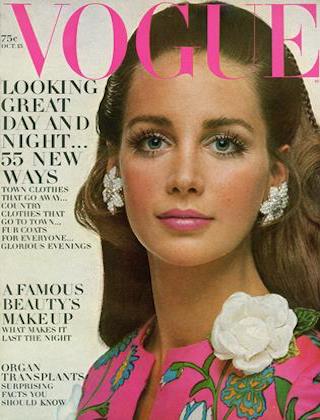 VOGUE
75¢
OCT. 15
LOOKING
GREAT
DAY AND
NIGHT...
55 NEW
WAYS
TOWN CLOTHES
THAT GO AWAY...
COUNTRY
CLOTHES THAT
GO TO TOWN...
FUR COATS
FOR EVERYONE...
GLORIOUS EVENINGS
A FAMOUS
BEAUTY'S
MAKEUP
WHAT MAKES IT
LAST THE NIGHT
ORGAN
TRANSPLANTS
SURPRISING
FACTS YOU
SHOULD KNOW